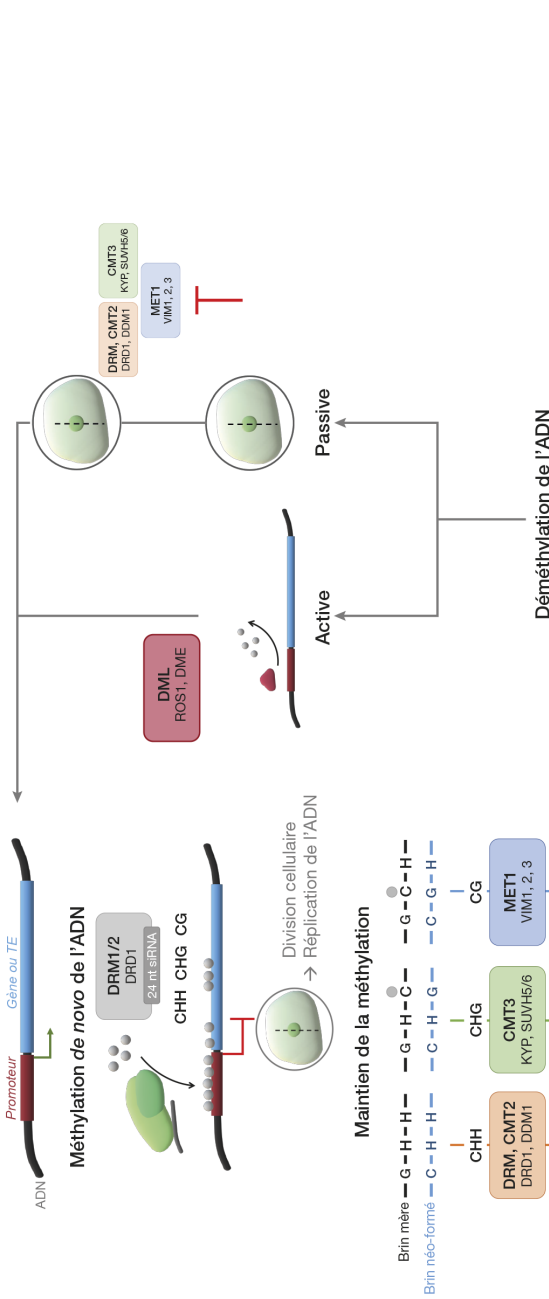 Promoteur
Gène ou TE
ADN
Méthylation de novo de l'ADN
DRM1/2
DRD1
24 nt siRNA
CHH CHG CG
Division cellulaire
→ Réplication de l'ADN
Maintien de la méthylation
Brin mère G-H-H G-H-C G-C-H
Brin néo-formé C-H-H C-H-G C-G-H
CHH CHG CG
DRM, CMT2
DRD1, DDM1
CMT3
KYP, SUVH5/6
MET1
VIM1, 2, 3
DML
ROS1, DME
Active
DRM, CMT2
DRD1, DDM1
CMT3
KYP, SUVH5/6
MET1
VIM1, 2, 3
Passive
Déméthylation de l'ADN